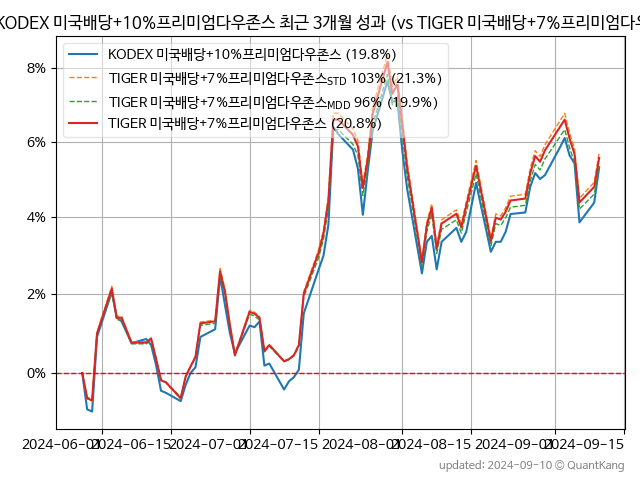 KODEX 미국배당+10%프리미엄다우존스 최근 3개월 성과 (vs TIGER 미국배당+7%프리미엄다우
KODEX 미국배당+10%프리미엄다우존스 (19.8%)
TIGER 미국배당+7%프리미엄다우존스STD 103% (21.3%)
TIGER 미국배당+7%프리미엄다우존스MDD 96% (19.9%)
TIGER 미국배당+7%프리미엄다우존스 (20.8%)
8%
6%
4%
2%
0%
2024-06-01 2024-06-15 2024-07-01 2024-07-15 2024-08-01 2024-08-15 2024-09-01 2024-09-15
updated: 2024-09-10 © QuantKang